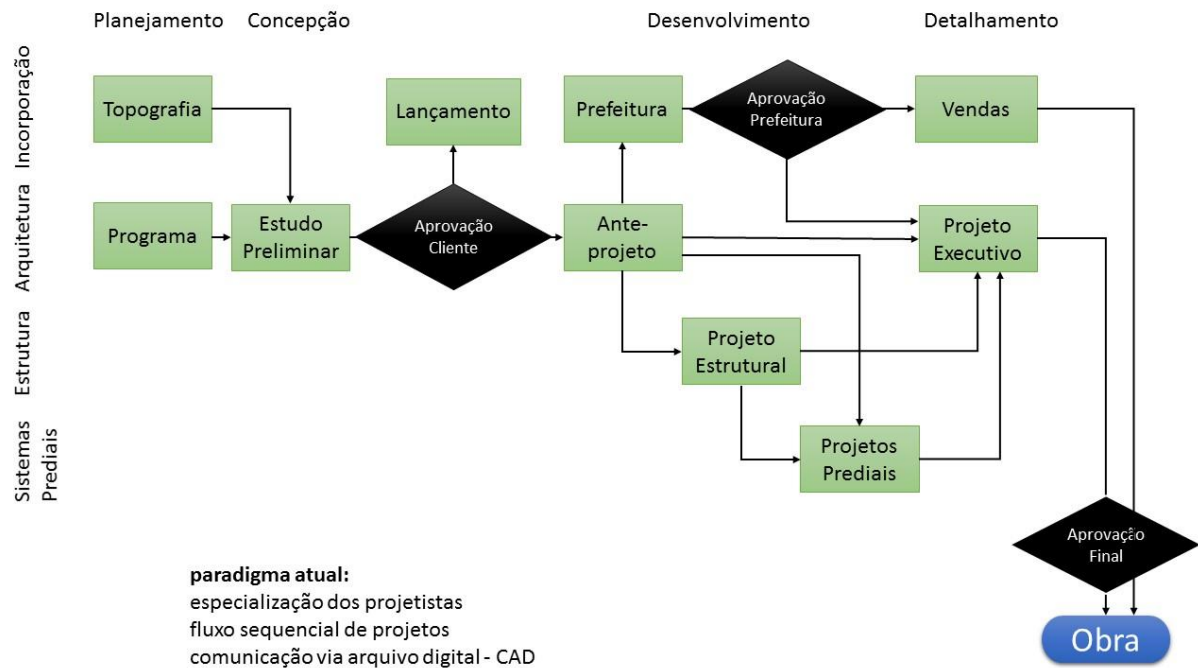 Planejamento
Concepção
Desenvolvimento
Detalhamento
Incorporação
Arquitetura
Estrutura
Sistemas
Prediais
Topografia
Lançamento
Prefeitura
Aprovação
Prefeitura
Vendas
Programa
Estudo
Preliminar
Aprovação
Cliente
Ante-
projeto
Projeto
Executivo
Projeto
Estrutural
Projetos
Prediais
Aprovação
Final
Obra
paradigma atual:
especialização dos projetistas
fluxo sequencial de projetos
comunicação via arquivo digital - CAD